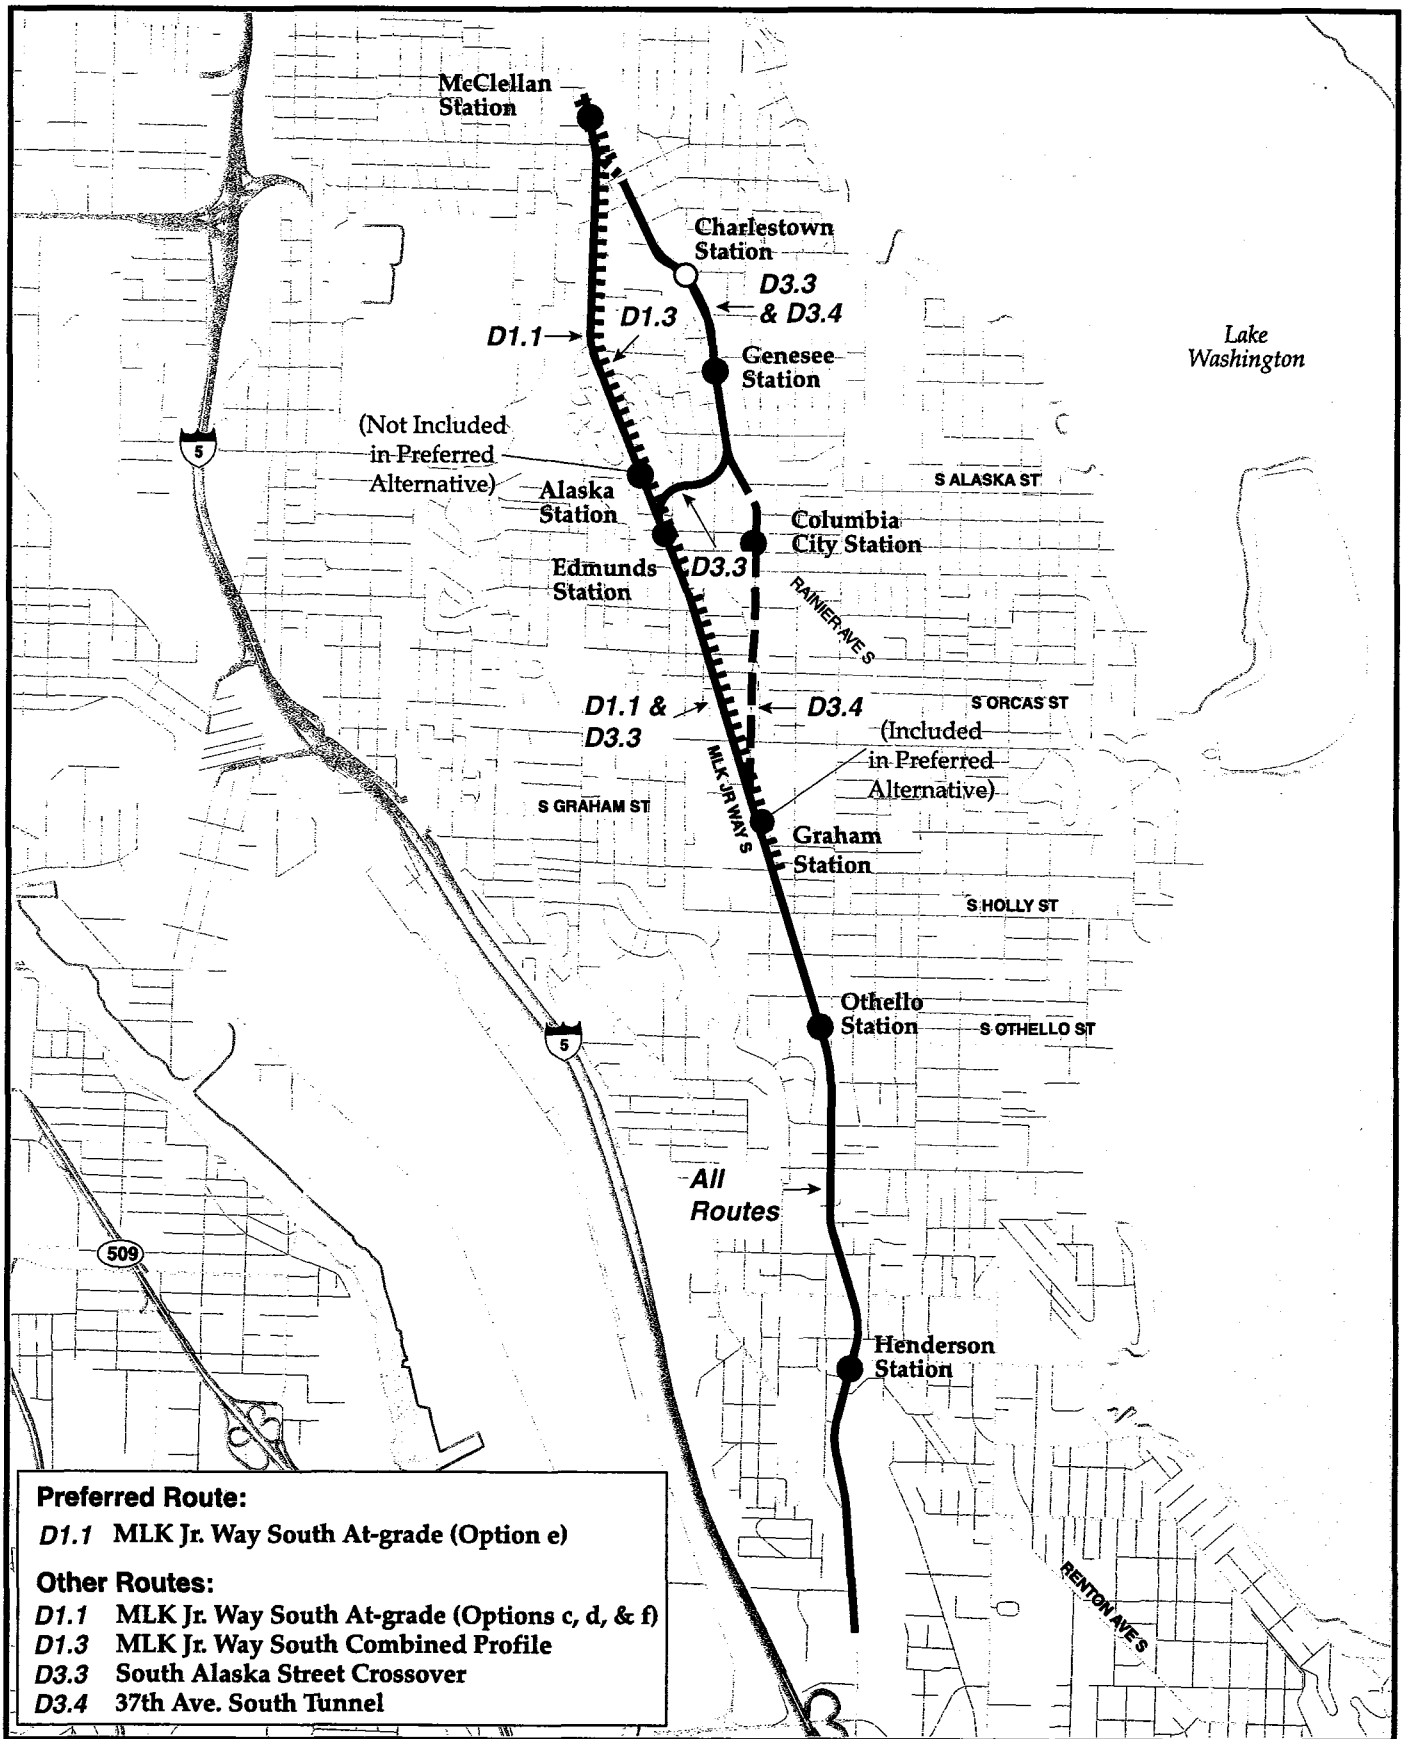 McClellan
Station
Charlestown
Station
D3.3
& D3.4
D1.1
D1.3
Genesee
Station
Lake
Washington
(Not Included
in Preferred
Alternative)
5
S ALASKA ST
Alaska
Station
Columbia
City Station
Edmunds
Station
D3.3
RAINIER AVE S
D1.1 &
D3.3
D3.4
S ORCAS ST
(Included
in Preferred
Alternative)
MLK JR WAY S
S GRAHAM ST
Graham
Station
S HOLLY ST
Othello
Station
S OTHELLO ST
5
All
Routes
509
Henderson
Station
RENTON AVE S
Preferred Route:
D1.1 MLK Jr. Way South At-grade (Option e)
Other Routes:
D1.1 MLK Jr. Way South At-grade (Options c, d, & f)
D1.3 MLK Jr. Way South Combined Profile
D3.3 South Alaska Street Crossover
D3.4 37th Ave. South Tunnel